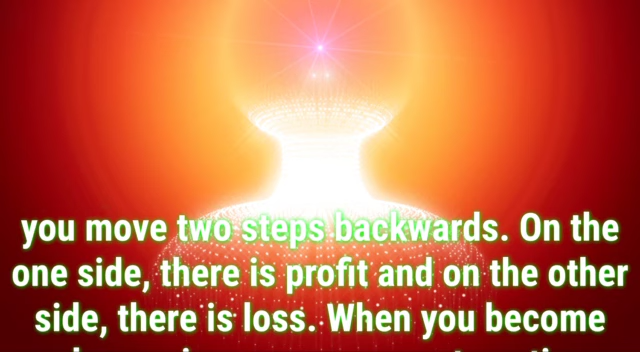 you move two steps backwards. On the
one side, there is profit and on the other
side, there is loss. When you become